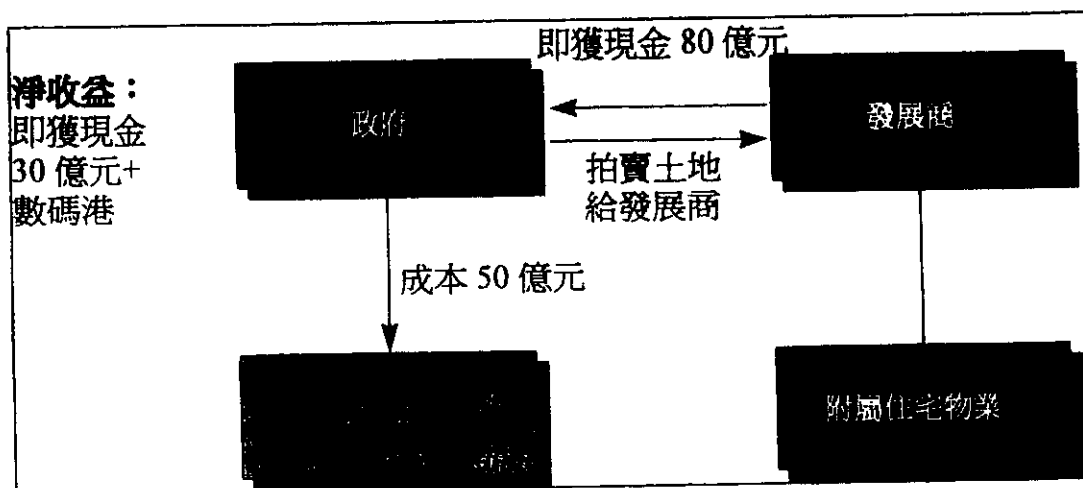 即獲現金 80 億元
淨收益：
即獲現金
30 億元+
數碼港
政府
發展商
拍賣土地
給發展商
成本 50 億元
附屬住宅物業